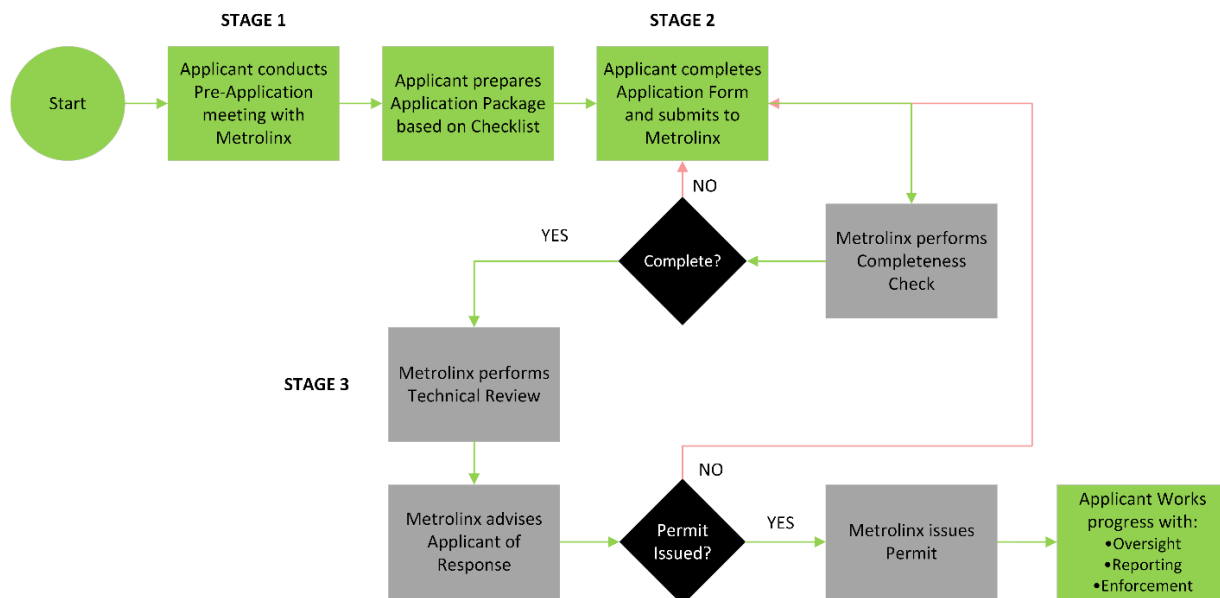 STAGE 1
STAGE 2
Start
Applicant conducts
Pre-Application
meeting with
Metrolinx
Applicant prepares
Application Package
based on Checklist
Applicant completes
Application Form
and submits to
Metrolinx
NO
YES
Complete?
Metrolinx performs
Completeness
Check
STAGE 3
Metrolinx performs
Technical Review
NO
Metrolinx advises
Applicant of
Response
Permit
Issued?
YES
Metrolinx issues
Permit
Applicant Works
progress with:
•Oversight
•Reporting
•Enforcement